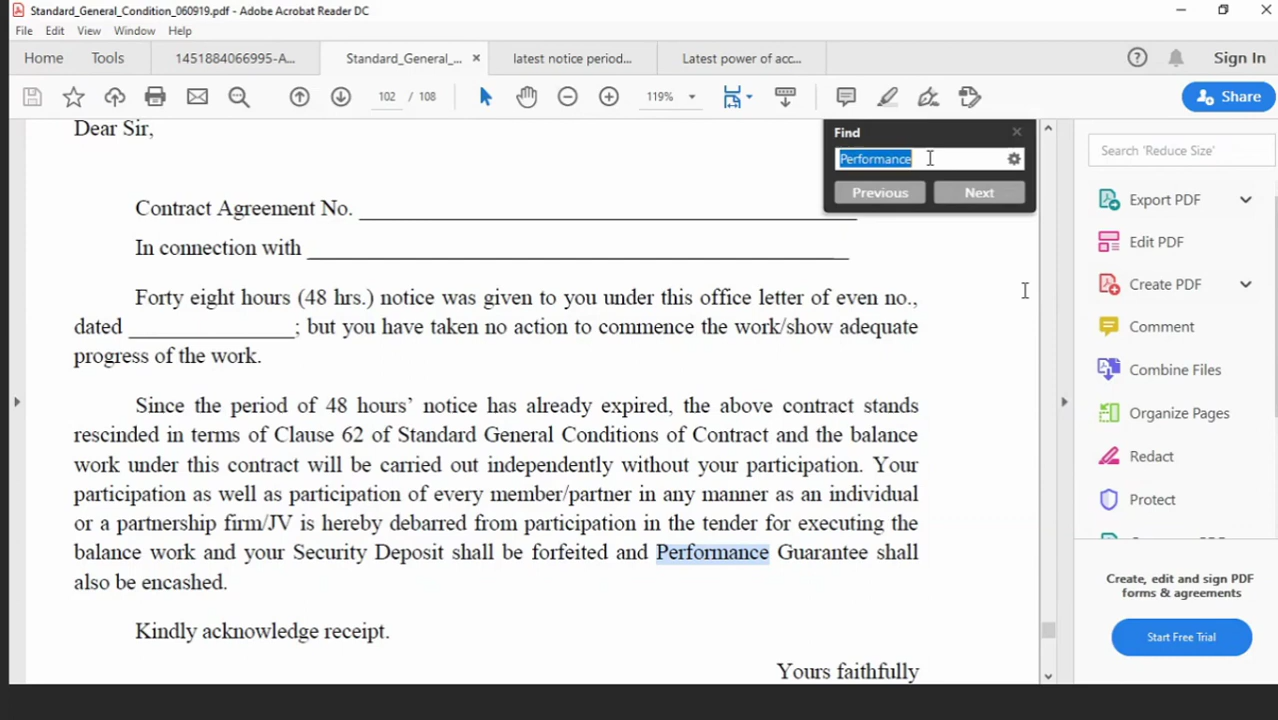 Standard_General_Condition_060919.pdf - Adobe Acrobat Reader DC
File Edit View Window Help
Home Tools 1451884066995-A... Standard_General_... latest notice period... Latest power of acc... Sign In
102 / 108 119% Share
Find
Performance
Previous Next
Dear Sir,
Contract Agreement No. ____________________
In connection with ____________________
Forty eight hours (48 hrs.) notice was given to you under this office letter of even no.,
dated _______________; but you have taken no action to commence the work/show adequate
progress of the work.
Since the period of 48 hours’ notice has already expired, the above contract stands
rescinded in terms of Clause 62 of Standard General Conditions of Contract and the balance
work under this contract will be carried out independently without your participation. Your
participation as well as participation of every member/partner in any manner as an individual
or a partnership firm/JV is hereby debarred from participation in the tender for executing the
balance work and your Security Deposit shall be forfeited and Performance Guarantee shall
also be encashed.
Kindly acknowledge receipt.
Yours faithfully
Search 'Reduce Size'
Export PDF
Edit PDF
Create PDF
Comment
Combine Files
Organize Pages
Redact
Protect
Create, edit and sign PDF
forms & agreements
Start Free Trial